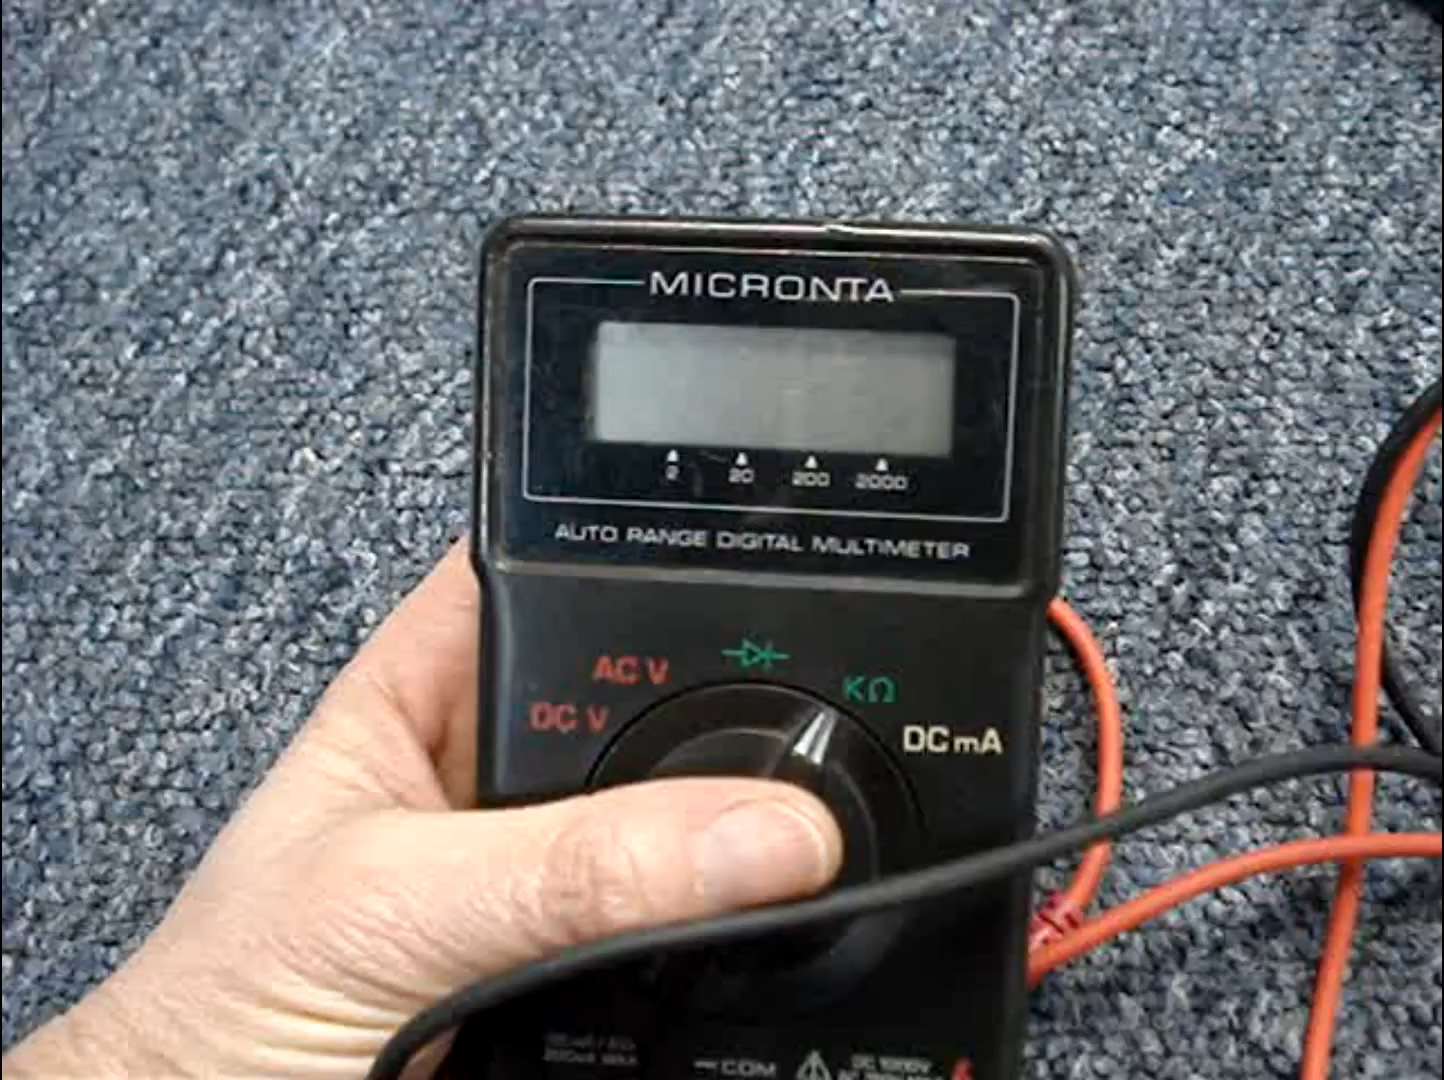 MICRONTA
2 20 200 2000
AUTO RANGE DIGITAL MULTIMETER
AC V
KΩ
DC V
DC mA
COM